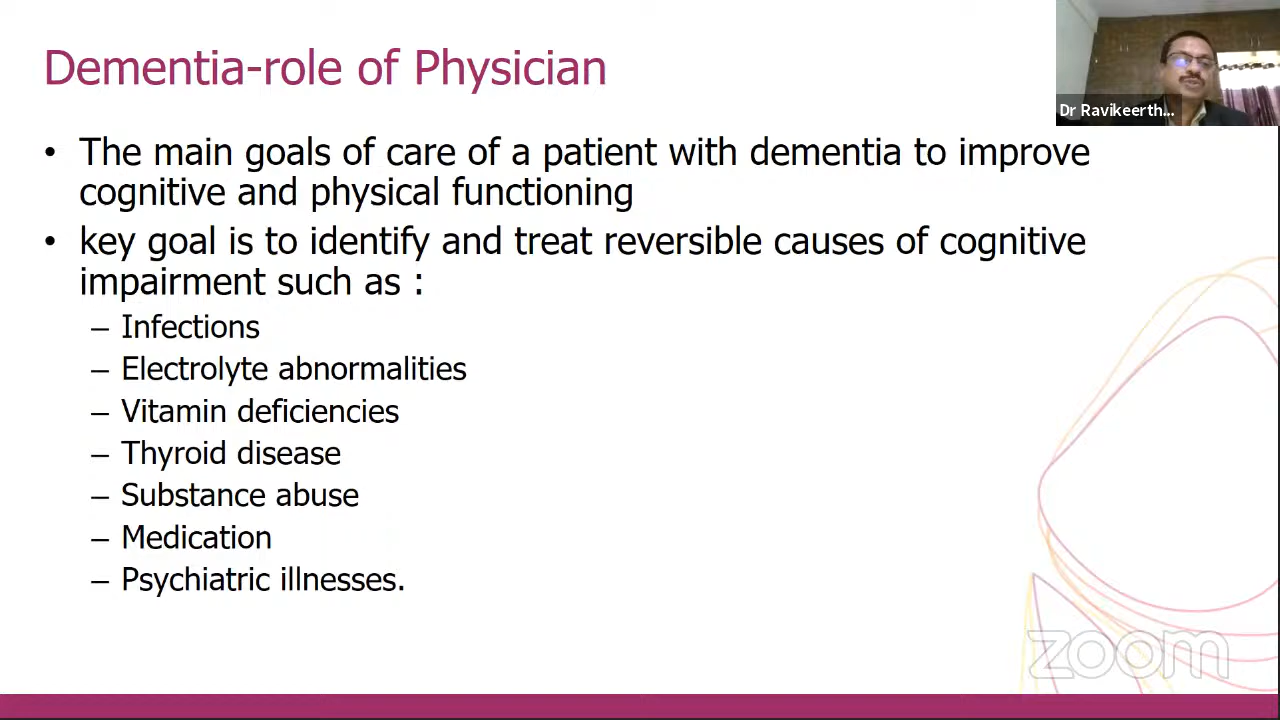 Dementia-role of Physician
Dr Ravikeerth...
• The main goals of care of a patient with dementia to improve
cognitive and physical functioning
• key goal is to identify and treat reversible causes of cognitive
impairment such as :
– Infections
– Electrolyte abnormalities
– Vitamin deficiencies
– Thyroid disease
– Substance abuse
– Medication
– Psychiatric illnesses.
zoom